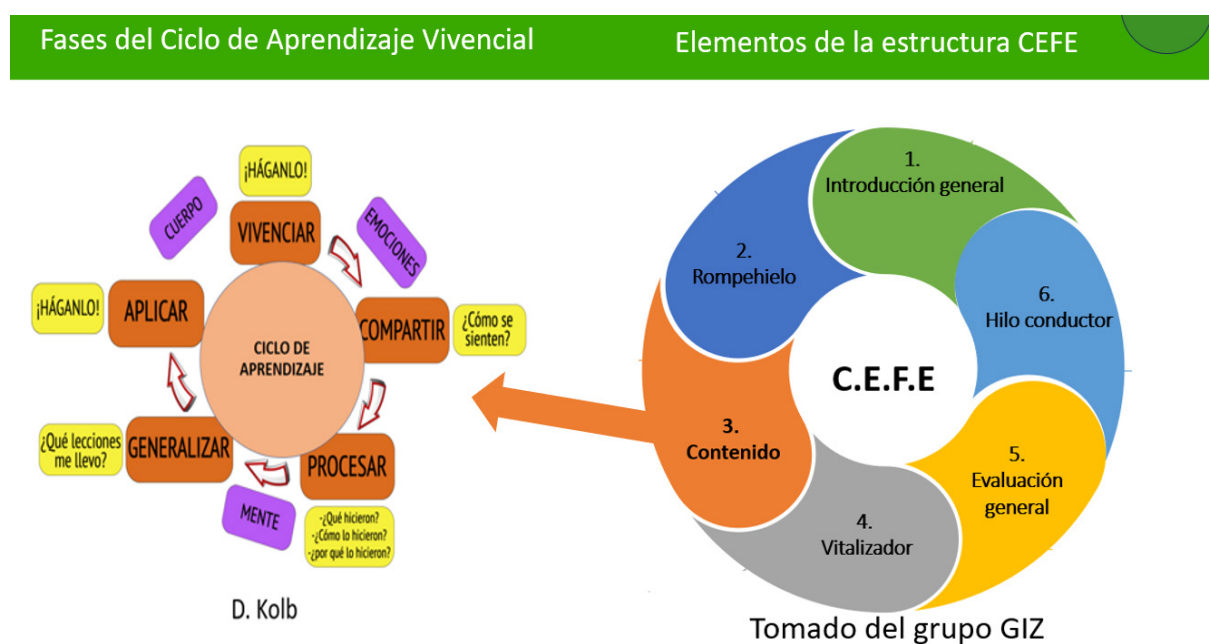 Fases del Ciclo de Aprendizaje Vivencial
Elementos de la estructura CEFE
¡HÁGANLO!
VIVENCIAR
CUERPO
EMOCIONES
¡HÁGANLO!
APLICAR
COMPARTIR
¿Cómo se
sienten?
CICLO DE
APRENDIZAJE
¿Qué lecciones
me llevo?
GENERALIZAR
PROCESAR
MENTE
-¿Qué hicieron?
-¿Cómo lo hicieron?
-¿por qué lo hicieron?
D. Kolb
1.
Introducción general
2.
Rompehielo
6.
Hilo conductor
C.E.F.E
3.
Contenido
5.
Evaluación
general
4.
Vitalizador
Tomado del grupo GIZ